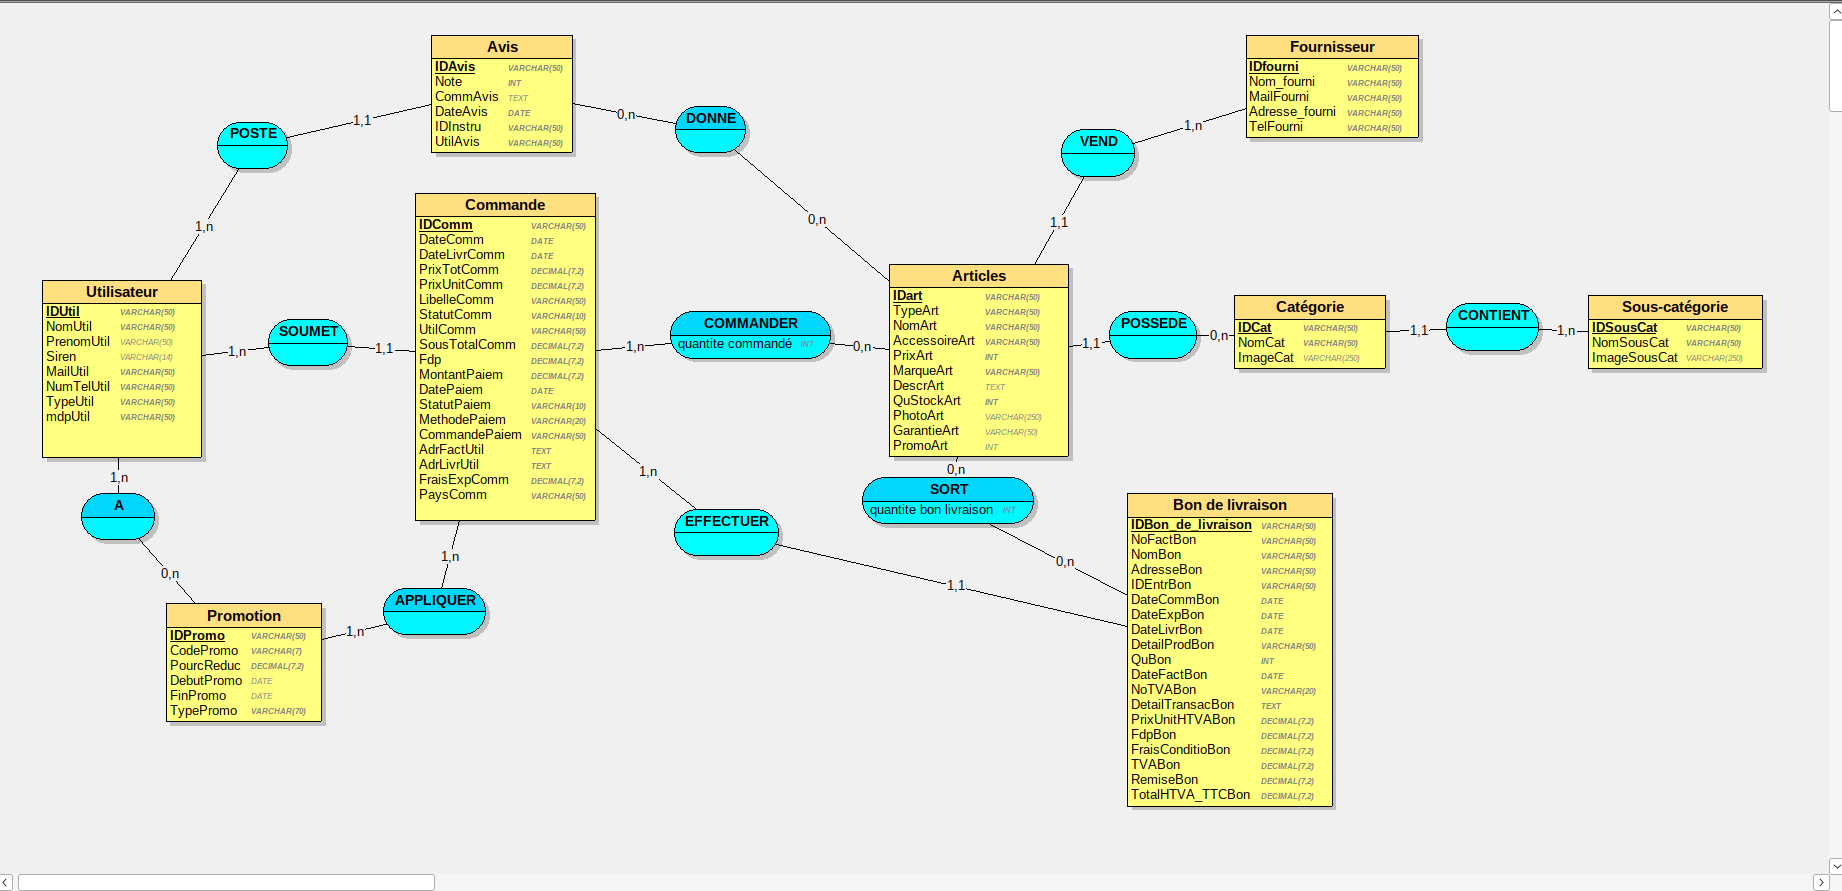 Avis
IDAvis VARCHAR(50)
Note INT
CommAvis TEXT
DateAvis DATE
IDInstru VARCHAR(50)
UtilAvis VARCHAR(50)
Fournisseur
IDfourni VARCHAR(50)
Nom_fourni VARCHAR(50)
MailFourni VARCHAR(50)
Adresse_fourni VARCHAR(50)
TelFourni VARCHAR(50)
POSTE
1,1
1,n
DONNE
0,n
0,n
VEND
1,n
1,1
Commande
IDComm VARCHAR(50)
DateComm DATE
DateLivrComm DATE
PrixTotComm DECIMAL(7,2)
PrixUnitComm DECIMAL(7,2)
LibelleComm VARCHAR(50)
StatutComm VARCHAR(10)
UtilComm VARCHAR(50)
SousTotalComm DECIMAL(7,2)
Fdp DECIMAL(7,2)
MontantPaiem DECIMAL(7,2)
DatePaiem DATE
StatutPaiem VARCHAR(10)
MethodePaiem VARCHAR(20)
CommandePaiem VARCHAR(50)
AdrFactUtil TEXT
AdrLivrUtil TEXT
FraisExpComm DECIMAL(7,2)
PaysComm VARCHAR(50)
Utilisateur
IDUtil VARCHAR(50)
NomUtil VARCHAR(50)
PrenomUtil VARCHAR(50)
Siren VARCHAR(14)
MailUtil VARCHAR(50)
NumTelUtil VARCHAR(50)
TypeUtil VARCHAR(50)
mdpUtil VARCHAR(50)
SOUMET
1,n
1,1
COMMANDER
quantite commandé INT
1,n
0,n
Articles
IDart VARCHAR(50)
TypeArt VARCHAR(50)
NomArt VARCHAR(50)
AccessoireArt VARCHAR(50)
PrixArt INT
MarqueArt VARCHAR(50)
DescrArt TEXT
QuStockArt INT
PhotoArt VARCHAR(250)
GarantieArt VARCHAR(50)
PromoArt INT
POSSEDE
1,1
0,n
Catégorie
IDCat VARCHAR(50)
NomCat VARCHAR(50)
ImageCat VARCHAR(250)
CONTIENT
1,1
1,n
Sous-catégorie
IDSousCat VARCHAR(50)
NomSousCat VARCHAR(50)
ImageSousCat VARCHAR(250)
1,n
A
0,n
1,n
EFFECTUER
1,1
0,n
SORT
quantite bon livraison INT
0,n
1,n
APPLIQUER
1,n
Promotion
IDPromo VARCHAR(50)
CodePromo VARCHAR(7)
PourcReduc DECIMAL(7,2)
DebutPromo DATE
FinPromo DATE
TypePromo VARCHAR(70)
Bon de livraison
IDBon_de_livraison VARCHAR(50)
NoFactBon VARCHAR(50)
NomBon VARCHAR(50)
AdresseBon VARCHAR(50)
IDEntrBon VARCHAR(50)
DateCommBon DATE
DateExpBon DATE
DateLivrBon DATE
DetailProdBon VARCHAR(50)
QuBon INT
DateFactBon DATE
NoTVABon VARCHAR(20)
DetailTransacBon TEXT
PrixUnitHTVABon DECIMAL(7,2)
FdpBon DECIMAL(7,2)
FraisConditioBon DECIMAL(7,2)
TVABon DECIMAL(7,2)
RemiseBon DECIMAL(7,2)
TotalHTVA_TTCBon DECIMAL(7,2)